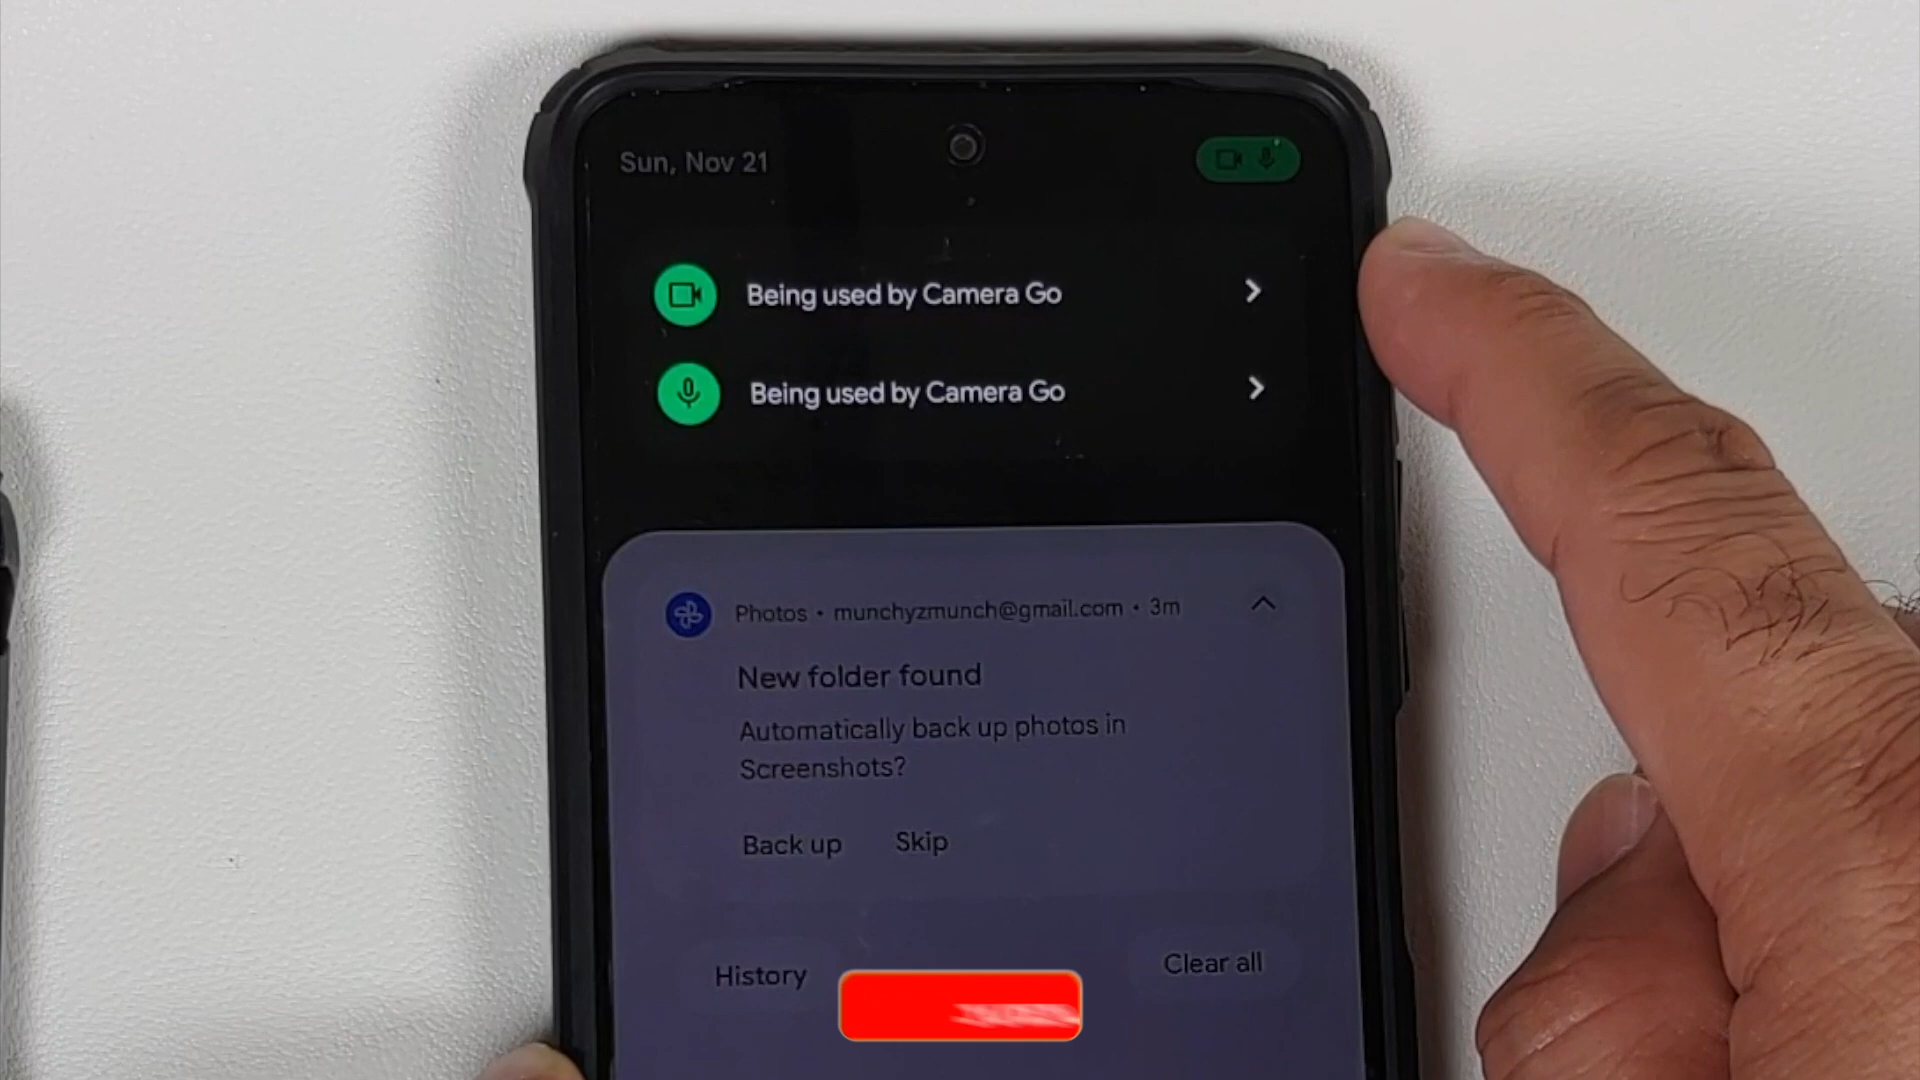 Sun, Nov 21
Being used by Camera Go
Being used by Camera Go
Photos • munchyzmunch@gmail.com • 3m
New folder found
Automatically back up photos in
Screenshots?
Back up Skip
History Clear all